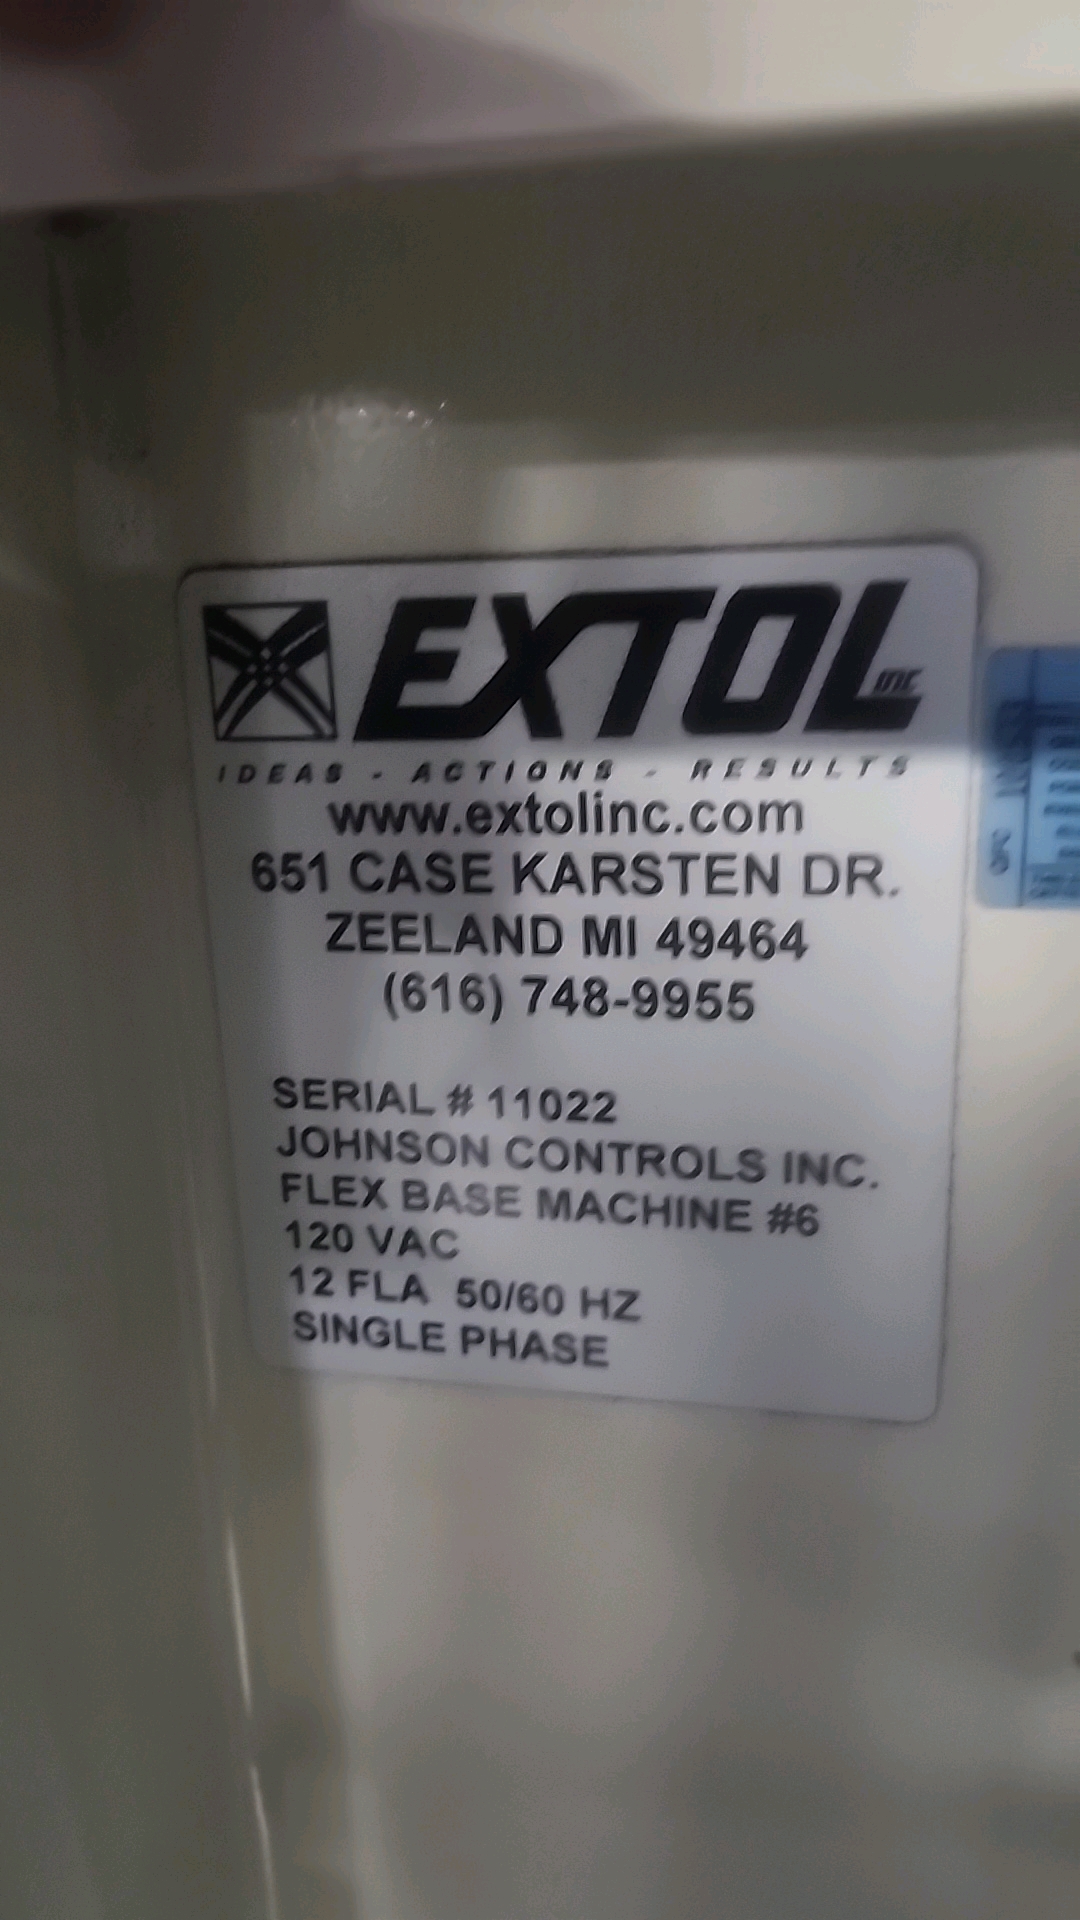 EXTOL INC
IDEAS - ACTIONS - RESULTS
www.extolinc.com
651 CASE KARSTEN DR.
ZEELAND MI 49464
(616) 748-9955
SERIAL # 11022
JOHNSON CONTROLS INC.
FLEX BASE MACHINE #6
120 VAC
12 FLA 50/60 HZ
SINGLE PHASE